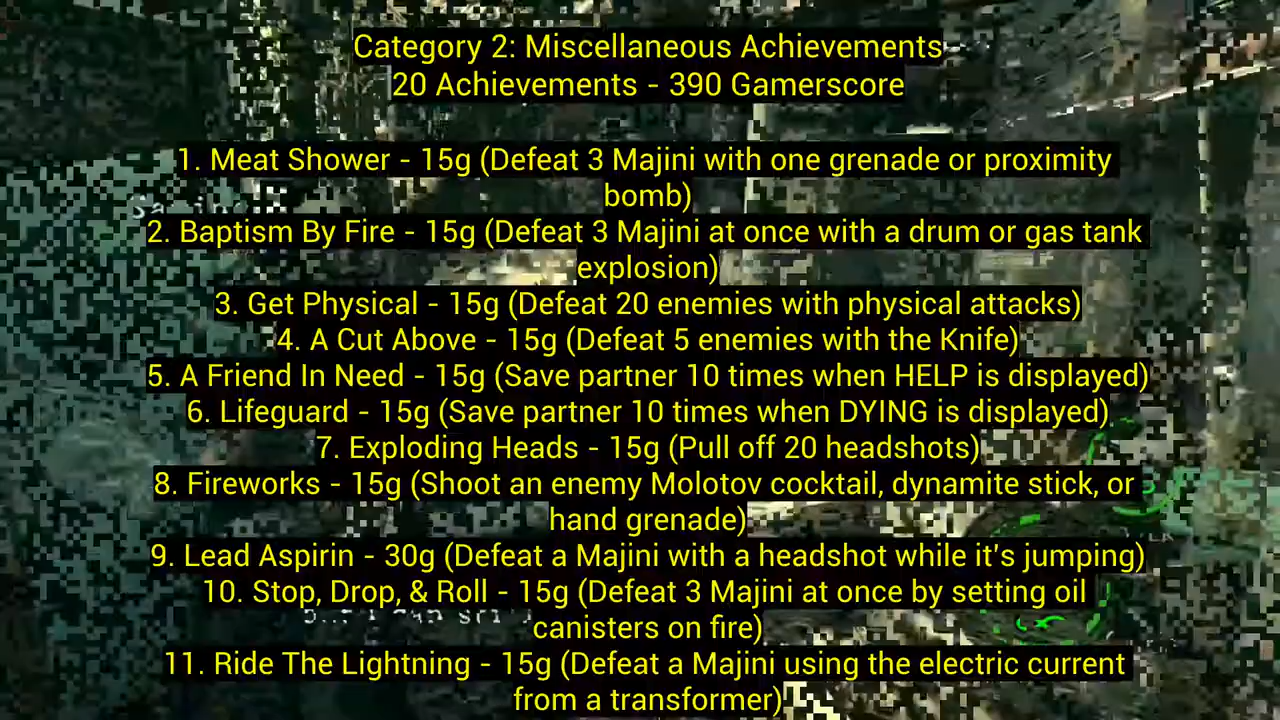 Category 2: Miscellaneous Achievements
20 Achievements - 390 Gamerscore
1. Meat Shower - 15g (Defeat 3 Majini with one grenade or proximity
bomb)
2. Baptism By Fire - 15g (Defeat 3 Majini at once with a drum or gas tank
explosion)
3. Get Physical - 15g (Defeat 20 enemies with physical attacks)
4. A Cut Above - 15g (Defeat 5 enemies with the Knife)
5. A Friend In Need - 15g (Save partner 10 times when HELP is displayed)
6. Lifeguard - 15g (Save partner 10 times when DYING is displayed)
7. Exploding Heads - 15g (Pull off 20 headshots)
8. Fireworks - 15g (Shoot an enemy Molotov cocktail, dynamite stick, or
hand grenade)
9. Lead Aspirin - 30g (Defeat a Majini with a headshot while it's jumping)
10. Stop, Drop, & Roll - 15g (Defeat 3 Majini at once by setting oil
canisters on fire)
11. Ride The Lightning - 15g (Defeat a Majini using the electric current
from a transformer)